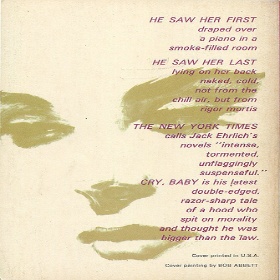 HE SAW HER FIRST
draped over
a piano in a
smoke-filled room
HE SAW HER LAST
lying on her back
naked, cold,
not from the
chill air, but from
rigor mortis
THE NEW YORK TIMES
calls Jack Ehrlich's
novels "intense,
tormented,
unflaggingly
suspenseful."
CRY, BABY is his latest
double-edged,
razor-sharp tale
of a hood who
spit on morality
and thought he was
bigger than the law.
Cover printed in U.S.A.
Cover painting by BOB ABBETT